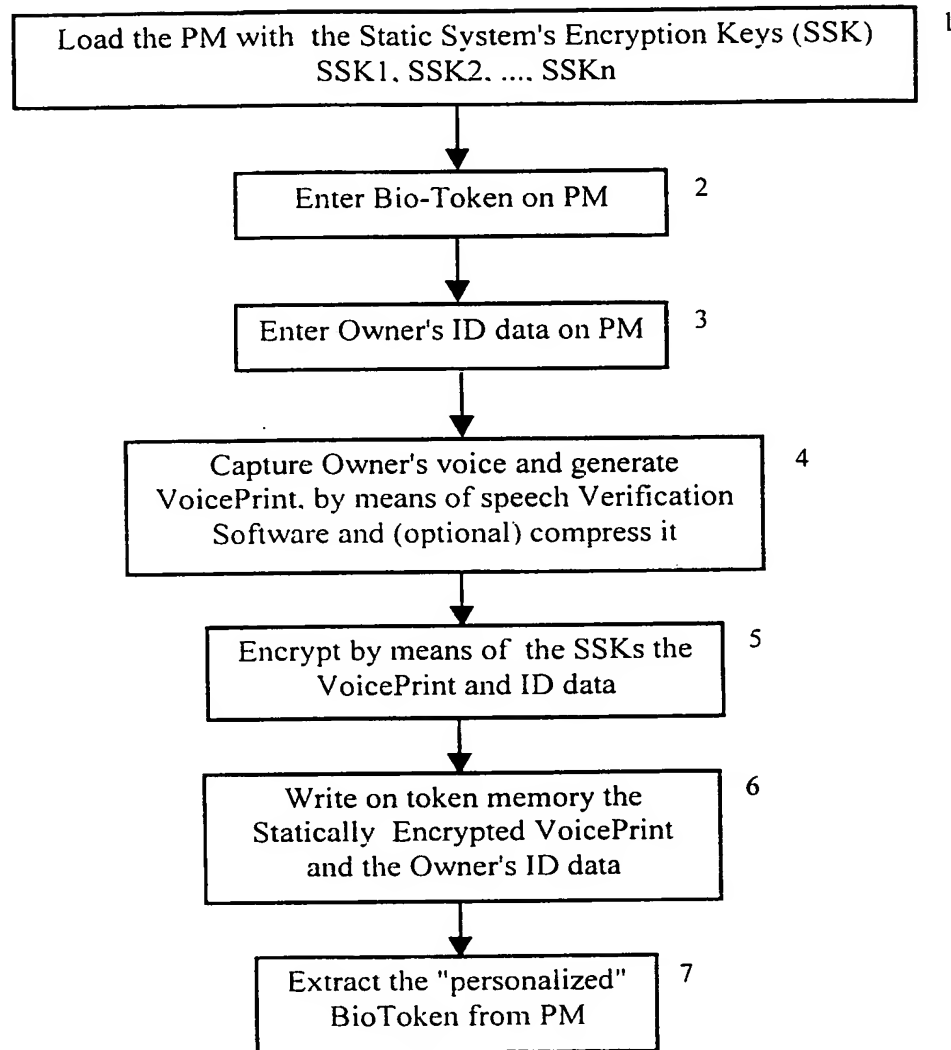 Load the PM with the Static System's Encryption Keys (SSK) 1
SSK1. SSK2. .... SSKn
Enter Bio-Token on PM 2
Enter Owner's ID data on PM 3
Capture Owner's voice and generate 4
VoicePrint. by means of speech Verification
Software and (optional) compress it
Encrypt by means of the SSKs the 5
VoicePrint and ID data
Write on token memory the 6
Statically Encrypted VoicePrint
and the Owner's ID data
Extract the "personalized" 7
BioToken from PM